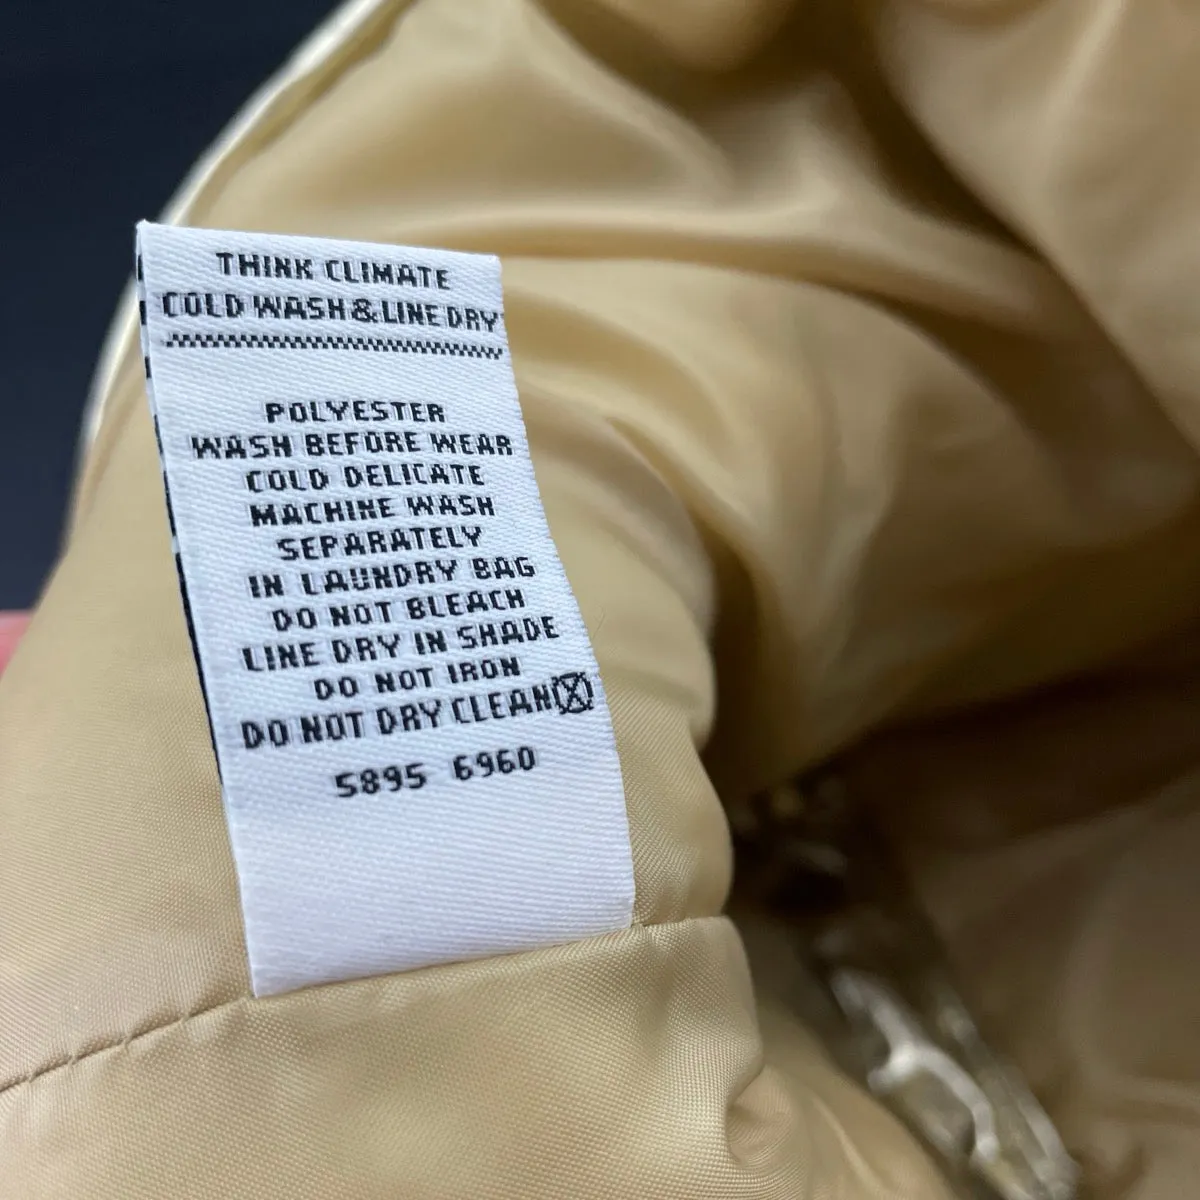 THINK CLIMATE
COLD WASH&LINE DRY
POLYESTER
WASH BEFORE WEAR
COLD DELICATE
MACHINE WASH
SEPARATELY
IN LAUNDRY BAG
DO NOT BLEACH
LINE DRY IN SHADE
DO NOT IRON
DO NOT DRY CLEAN
5895 6960